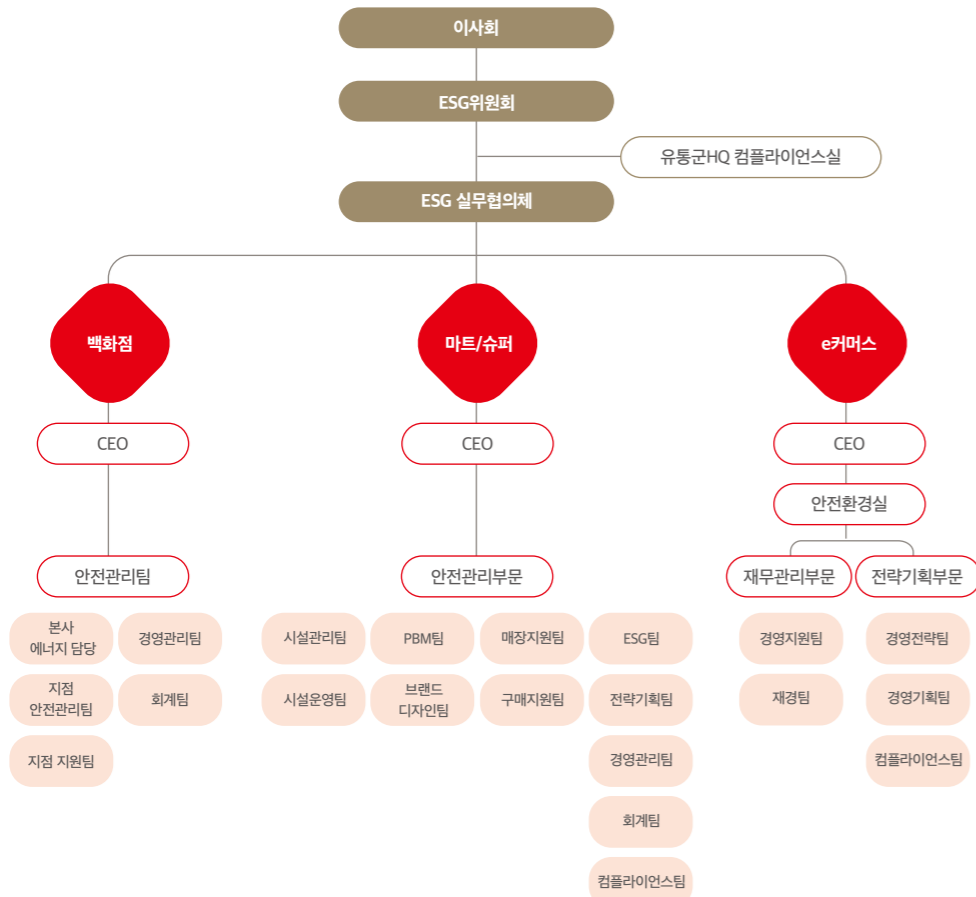 이사회
ESG위원회
유통군HQ 컴플라이언스실
ESG 실무협의체
백화점
마트/슈퍼
e커머스
CEO
CEO
CEO
안전환경실
안전관리팀
안전관리부문
재무관리부문
전략기획부문
본사
에너지 담당
경영관리팀
지점
안전관리팀
회계팀
지점 지원팀
시설관리팀
PBM팀
매장지원팀
ESG팀
시설운영팀
브랜드
디자인팀
구매지원팀
전략기획팀
경영관리팀
회계팀
컴플라이언스팀
경영지원팀
경영전략팀
재경팀
경영기획팀
컴플라이언스팀